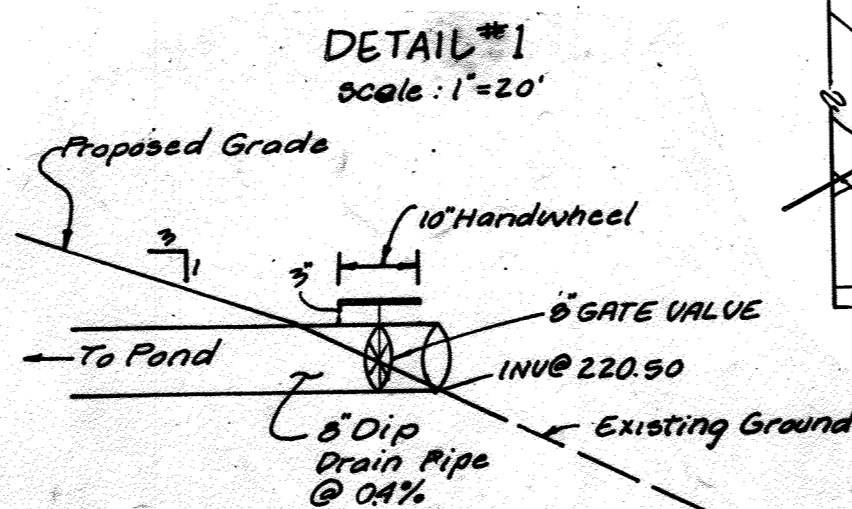 DETAIL #1
scale : 1"=20'
Proposed Grade
3
1
10" Handwheel
3"
8" GATE VALVE
To Pond
INV@ 220.50
8" Dip
Drain Pipe
@ 0.4%
Existing Ground